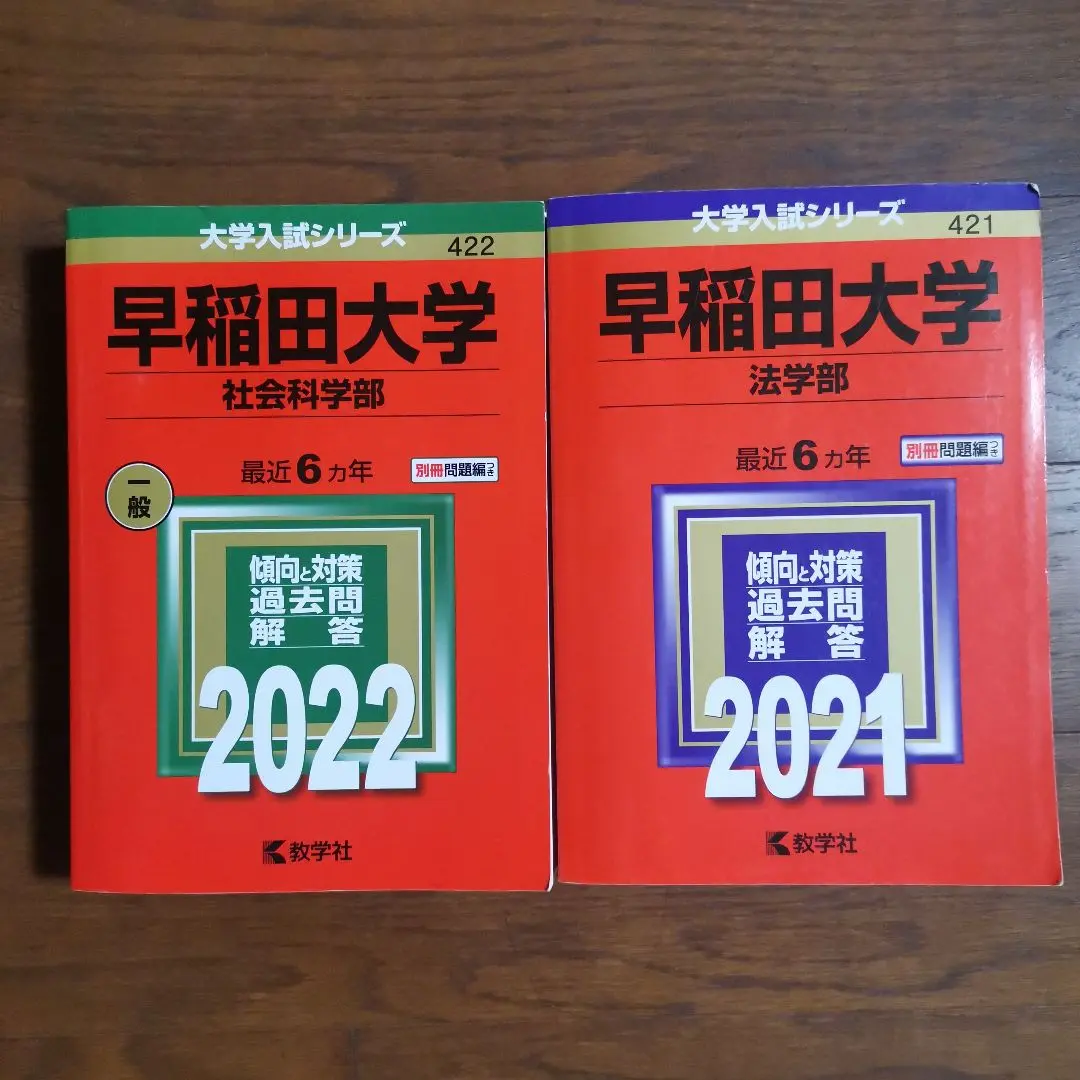 大学入試シリーズ
422
早稲田大学
社会科学部
最近6カ年
別冊問題編つき
一般
傾向と対策
過去問
解答
2022
教学社
大学入試シリーズ
421
早稲田大学
法学部
最近6カ年
別冊問題編つき
傾向と対策
過去問
解答
2021
教学社